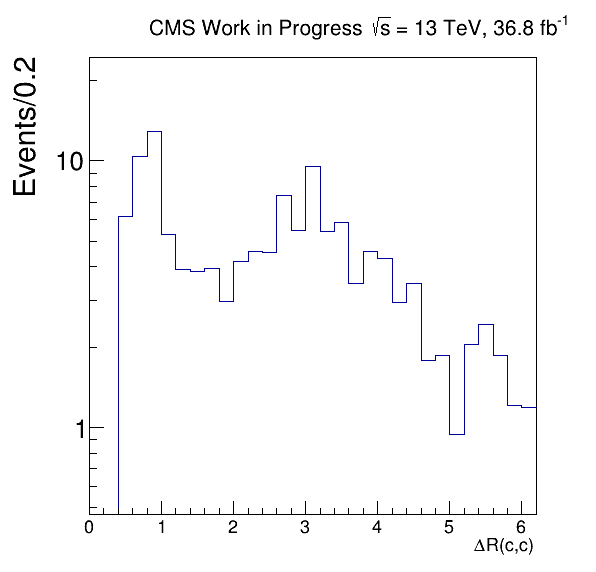 CMS Work in Progress √s = 13 TeV, 36.8 fb⁻¹
Events/0.2
10
1
0 1 2 3 4 5 6
ΔR(c,c)